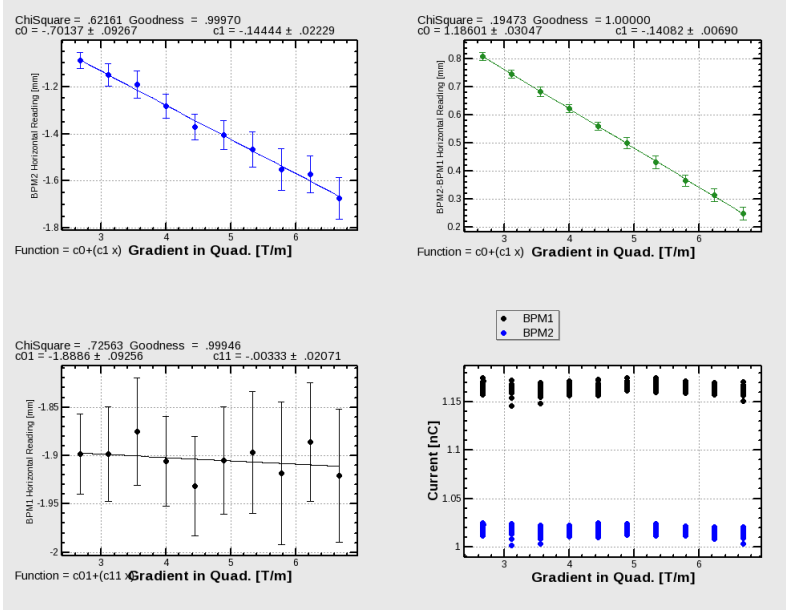 ChiSquare = .62161 Goodness = .99970
c0 = -.70137 ± .09267 c1 = -.14444 ± .02229
BPM2 Horizontal Reading [mm]
-1.2
-1.4
-1.6
-1.8
3 4 5 6
Function = c0+(c1 x) Gradient in Quad. [T/m]
ChiSquare = .19473 Goodness = 1.00000
c0 = 1.18601 ± .03047 c1 = -.14082 ± .00690
BPM2-BPM1 Horizontal Reading [mm]
0.8
0.7
0.6
0.5
0.4
0.3
0.2
3 4 5 6
Function = c0+(c1 x) Gradient in Quad. [T/m]
ChiSquare = .72563 Goodness = .99946
c01 = -1.8886 ± .09256 c11 = -.00333 ± .02071
BPM1 Horizontal Reading [mm]
-1.85
-1.9
-1.95
-2
3 4 5 6
Function = c01+(c11 x) Gradient in Quad. [T/m]
BPM1
BPM2
Current [nC]
1.15
1.1
1.05
1
3 4 5 6
Gradient in Quad. [T/m]